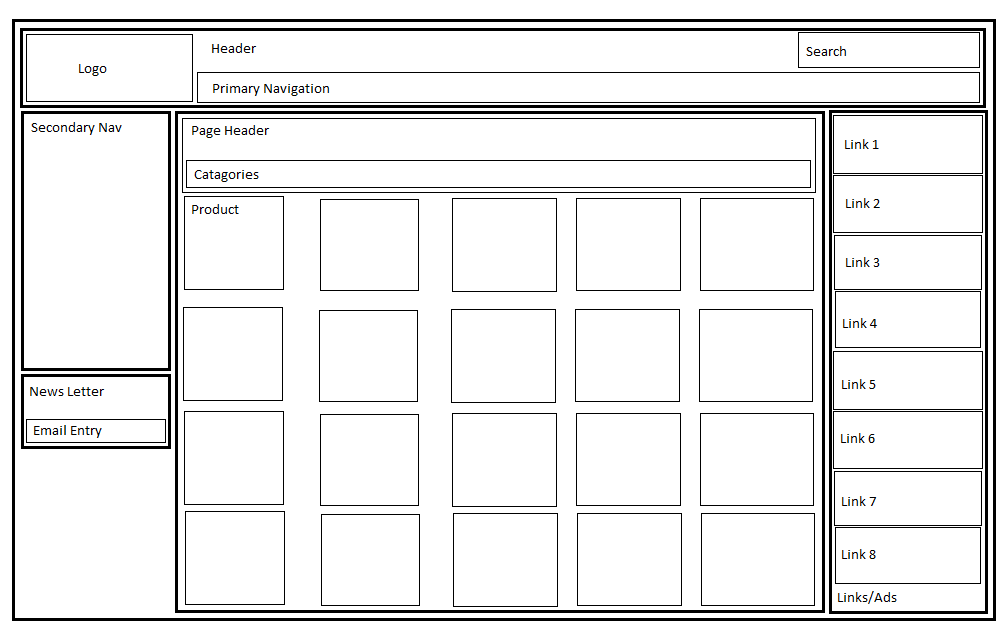 Logo
Header
Search
Primary Navigation
Secondary Nav
News Letter
Email Entry
Page Header
Catagories
Product
Link 1
Link 2
Link 3
Link 4
Link 5
Link 6
Link 7
Link 8
Links/Ads